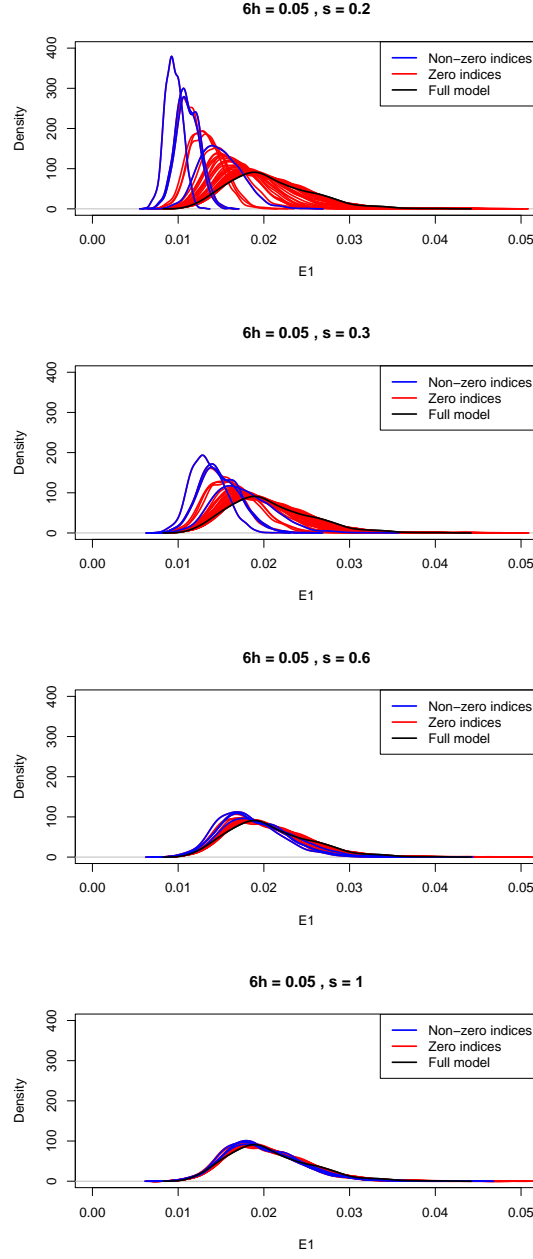 6h = 0.05 , s = 0.2
Density
400
300
200
100
0
Non−zero indices
Zero indices
Full model
0.00 0.01 0.02 0.03 0.04 0.05
E1
6h = 0.05 , s = 0.3
Density
400
300
200
100
0
Non−zero indices
Zero indices
Full model
0.00 0.01 0.02 0.03 0.04 0.05
E1
6h = 0.05 , s = 0.6
Density
400
300
200
100
0
Non−zero indices
Zero indices
Full model
0.00 0.01 0.02 0.03 0.04 0.05
E1
6h = 0.05 , s = 1
Density
400
300
200
100
0
Non−zero indices
Zero indices
Full model
0.00 0.01 0.02 0.03 0.04 0.05
E1